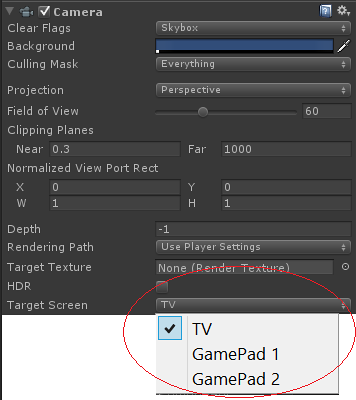 Camera
Clear Flags Skybox
Background
Culling Mask Everything
Projection Perspective
Field of View 60
Clipping Planes
Near 0.3 Far 1000
Normalized View Port Rect
X 0 Y 0
W 1 H 1
Depth -1
Rendering Path Use Player Settings
Target Texture None (Render Texture)
HDR
Target Screen TV
TV
GamePad 1
GamePad 2